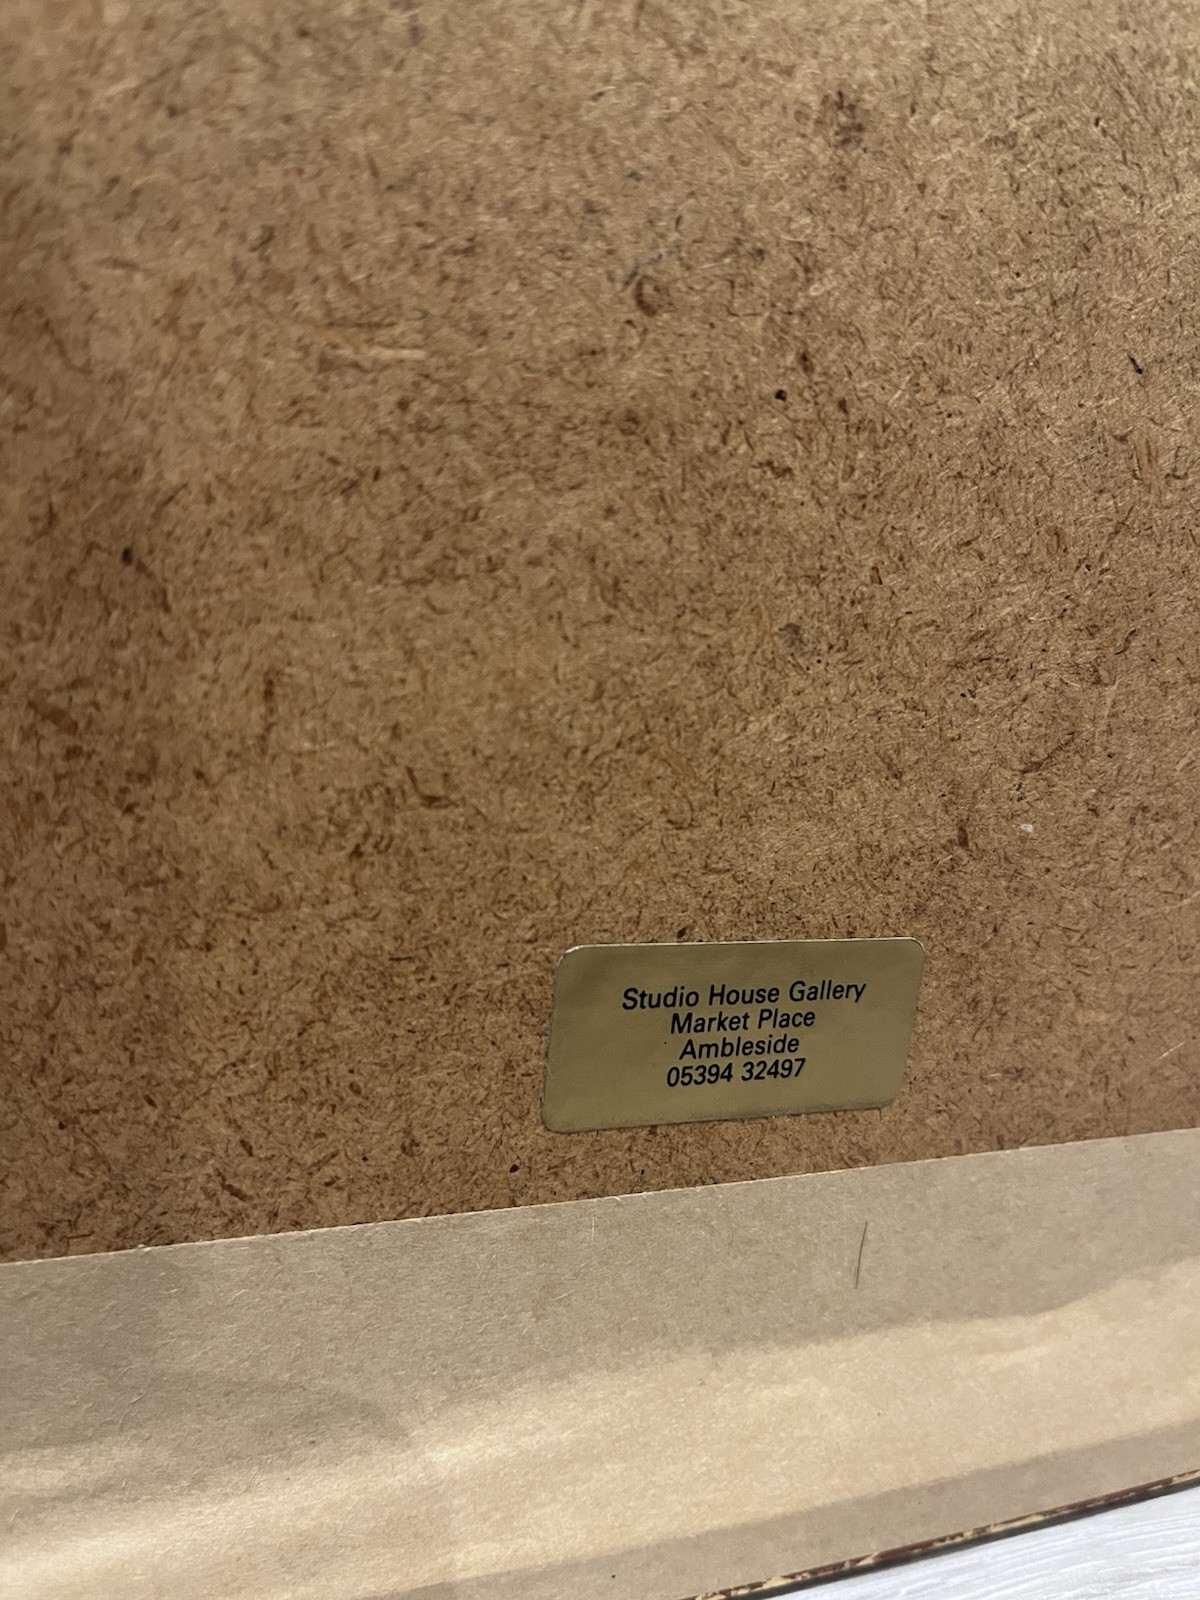 Studio House Gallery
Market Place
Ambleside
05394 32497